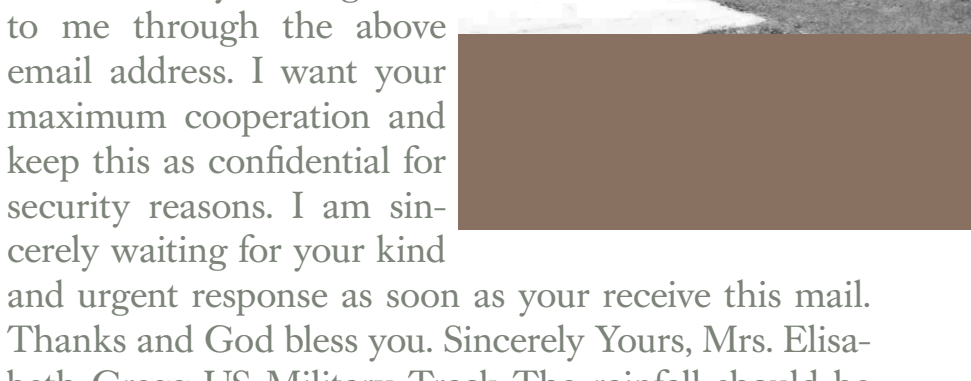 to me through the above
email address. I want your
maximum cooperation and
keep this as confidential for
security reasons. I am sin-
cerely waiting for your kind
and urgent response as soon as your receive this mail.
Thanks and God bless you. Sincerely Yours, Mrs. Elisa-
beth Gregg US Military Track The rainfall should be